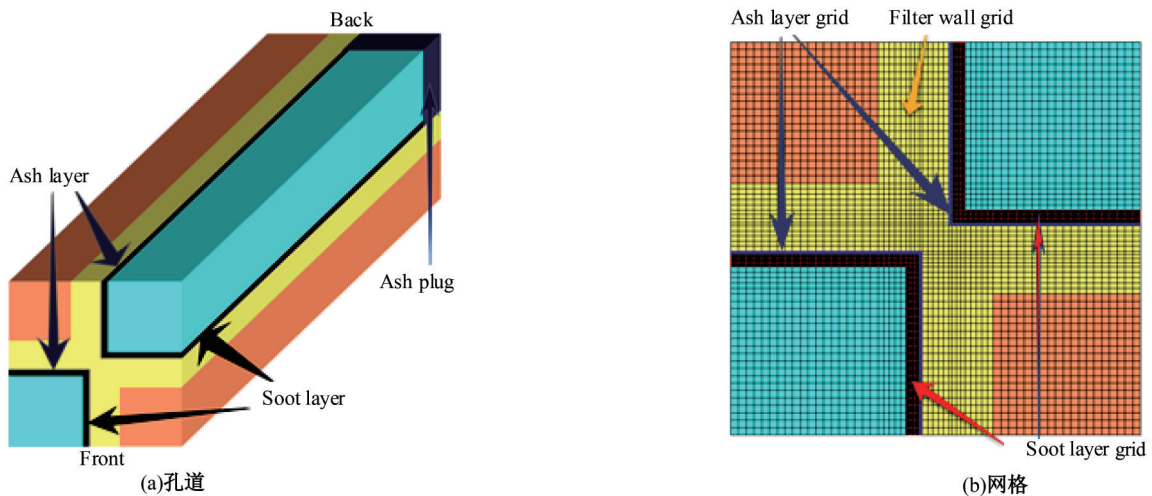 Back
Ash layer
Ash plug
Soot layer
Front
(a)孔道
Ash layer grid
Filter wall grid
Soot layer grid
(b)网格